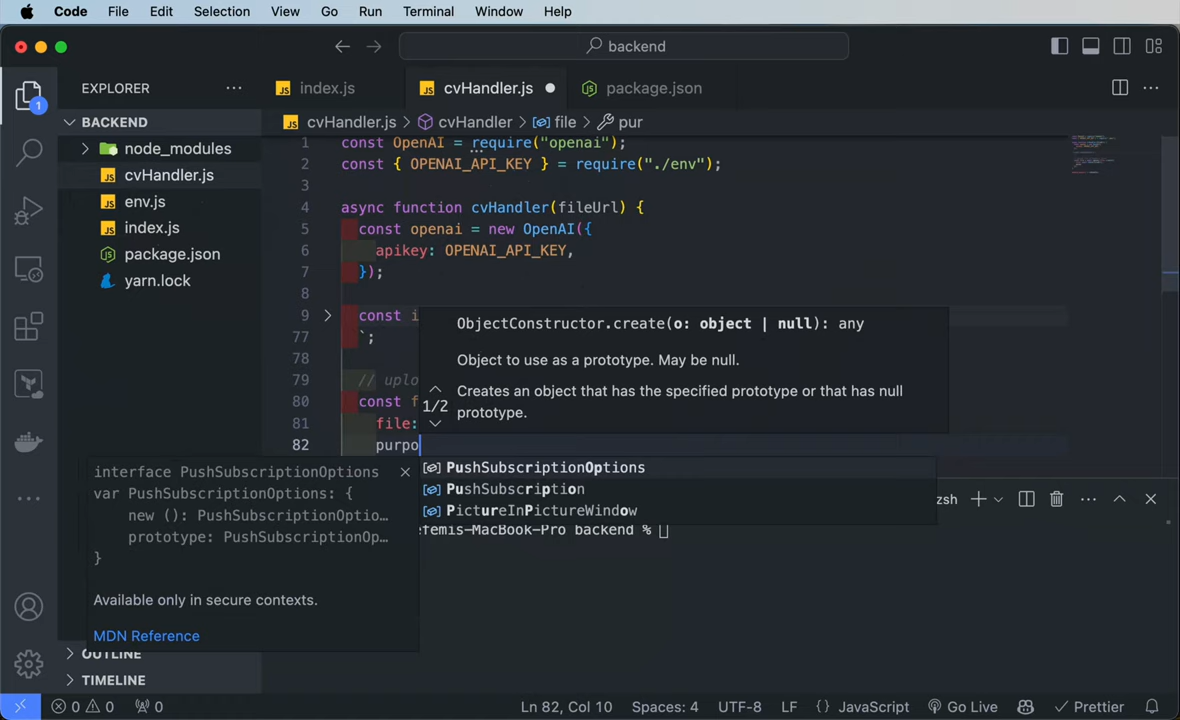 Code File Edit Selection View Go Run Terminal Window Help
backend
EXPLORER
JS index.js
JS cvHandler.js
package.json
BACKEND
JS cvHandler.js > cvHandler > file > pur
node_modules
JS cvHandler.js
JS env.js
JS index.js
package.json
yarn.lock
1 const OpenAI = require("openai");
2 const { OPENAI_API_KEY } = require("./env");
3
4 async function cvHandler(fileUrl) {
5 const openai = new OpenAI({
6 apikey: OPENAI_API_KEY,
7 });
8
9 const i
77 `;
78
79 // uplo
80 const f
81 file:
82 purpo
ObjectConstructor.create(o: object | null): any
Object to use as a prototype. May be null.
1/2
Creates an object that has the specified prototype or that has null
prototype.
PushSubscriptionOptions
PushSubscription
PictureInPictureWindow
interface PushSubscriptionOptions
var PushSubscriptionOptions: {
new (): PushSubscriptionOptio…
prototype: PushSubscriptionOp…
}
Available only in secure contexts.
MDN Reference
zsh
efemis-MacBook-Pro backend %
OUTLINE
TIMELINE
1
0 0 0
Ln 82, Col 10 Spaces: 4 UTF-8 LF {} JavaScript Go Live Prettier